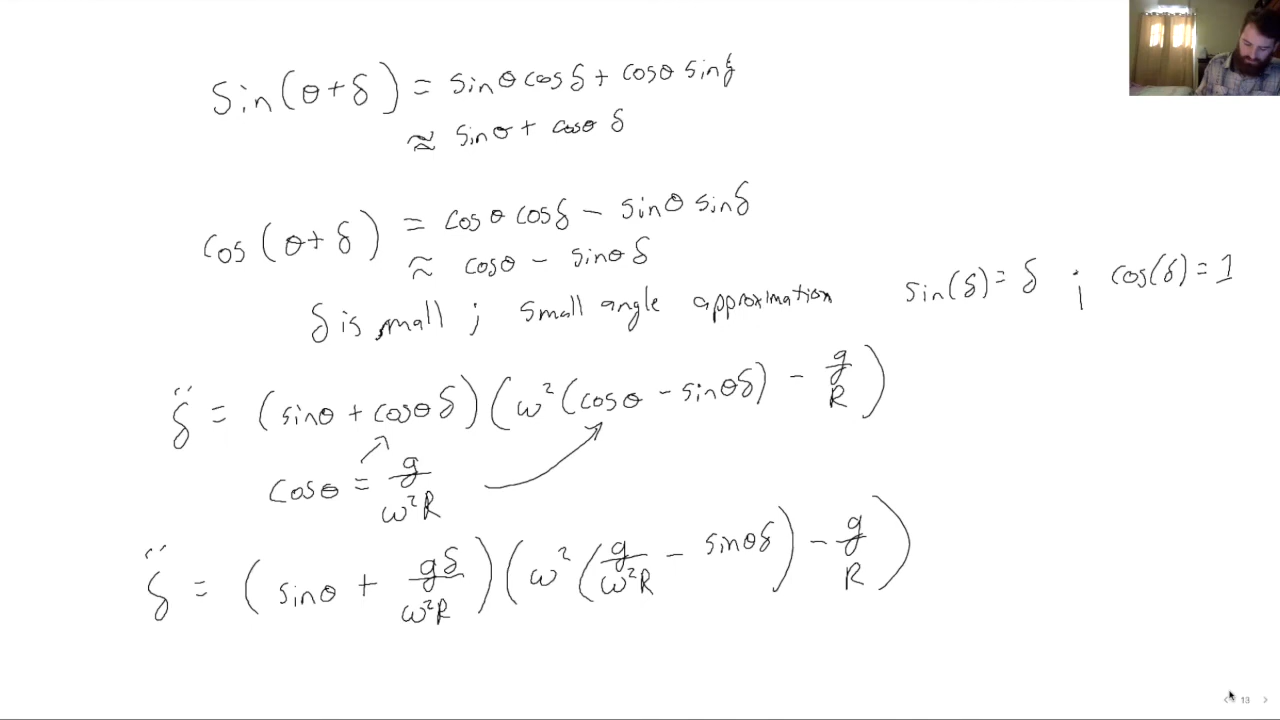 Sin(θ+δ) = sinθ cosδ + cosθ sinδ
≈ sinθ + cosθ δ
cos(θ+δ) = cosθ cosδ − sinθ sinδ
≈ cosθ − sinθ δ
δ is small ; small angle approximation sin(δ) = δ ; cos(δ) = 1
δ̈ = (sinθ + cosθ δ)(ω²(cosθ − sinθδ) − g/R)
cosθ = g/ω²R
δ̈ = (sinθ + gδ/ω²R)(ω²(g/ω²R − sinθδ) − g/R)
13